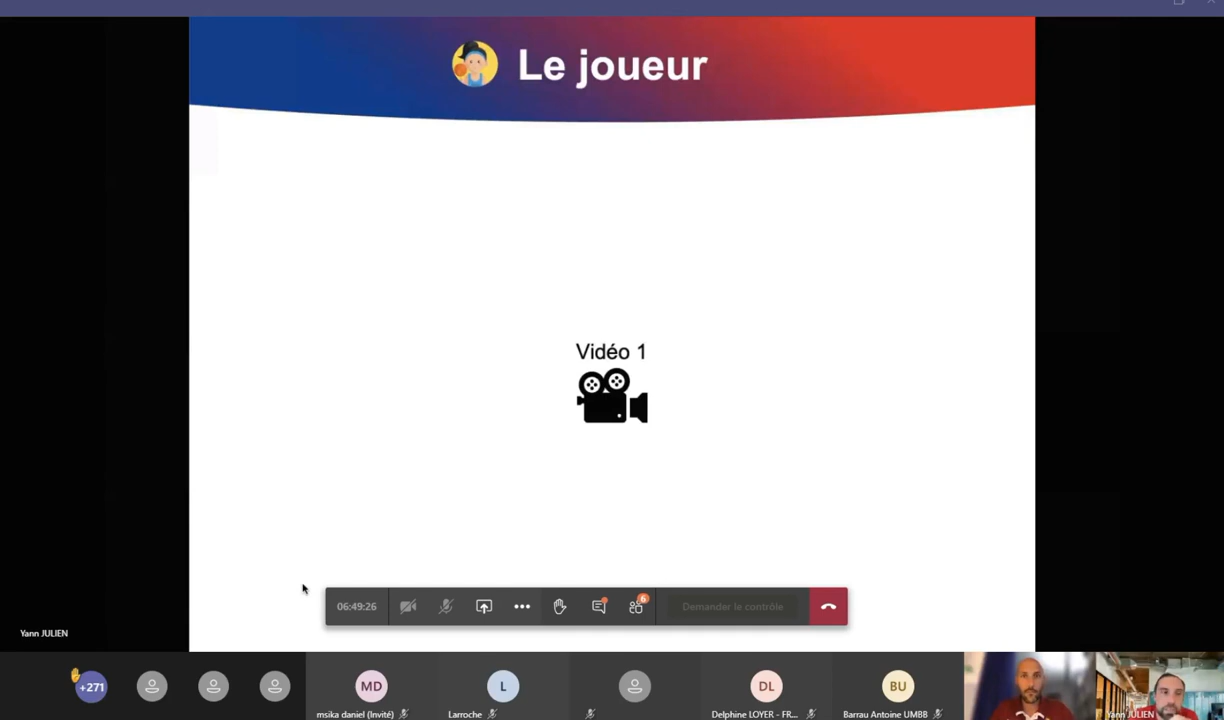 Le joueur
Vidéo 1
06:49:26
6
Demander le contrôle
Yann JULIEN
+271
MD
L
DL
BU
msika daniel (Invité)
Larroche
Delphine LOYER - FR...
Barrau Antoine UMBB
Yann JULIEN